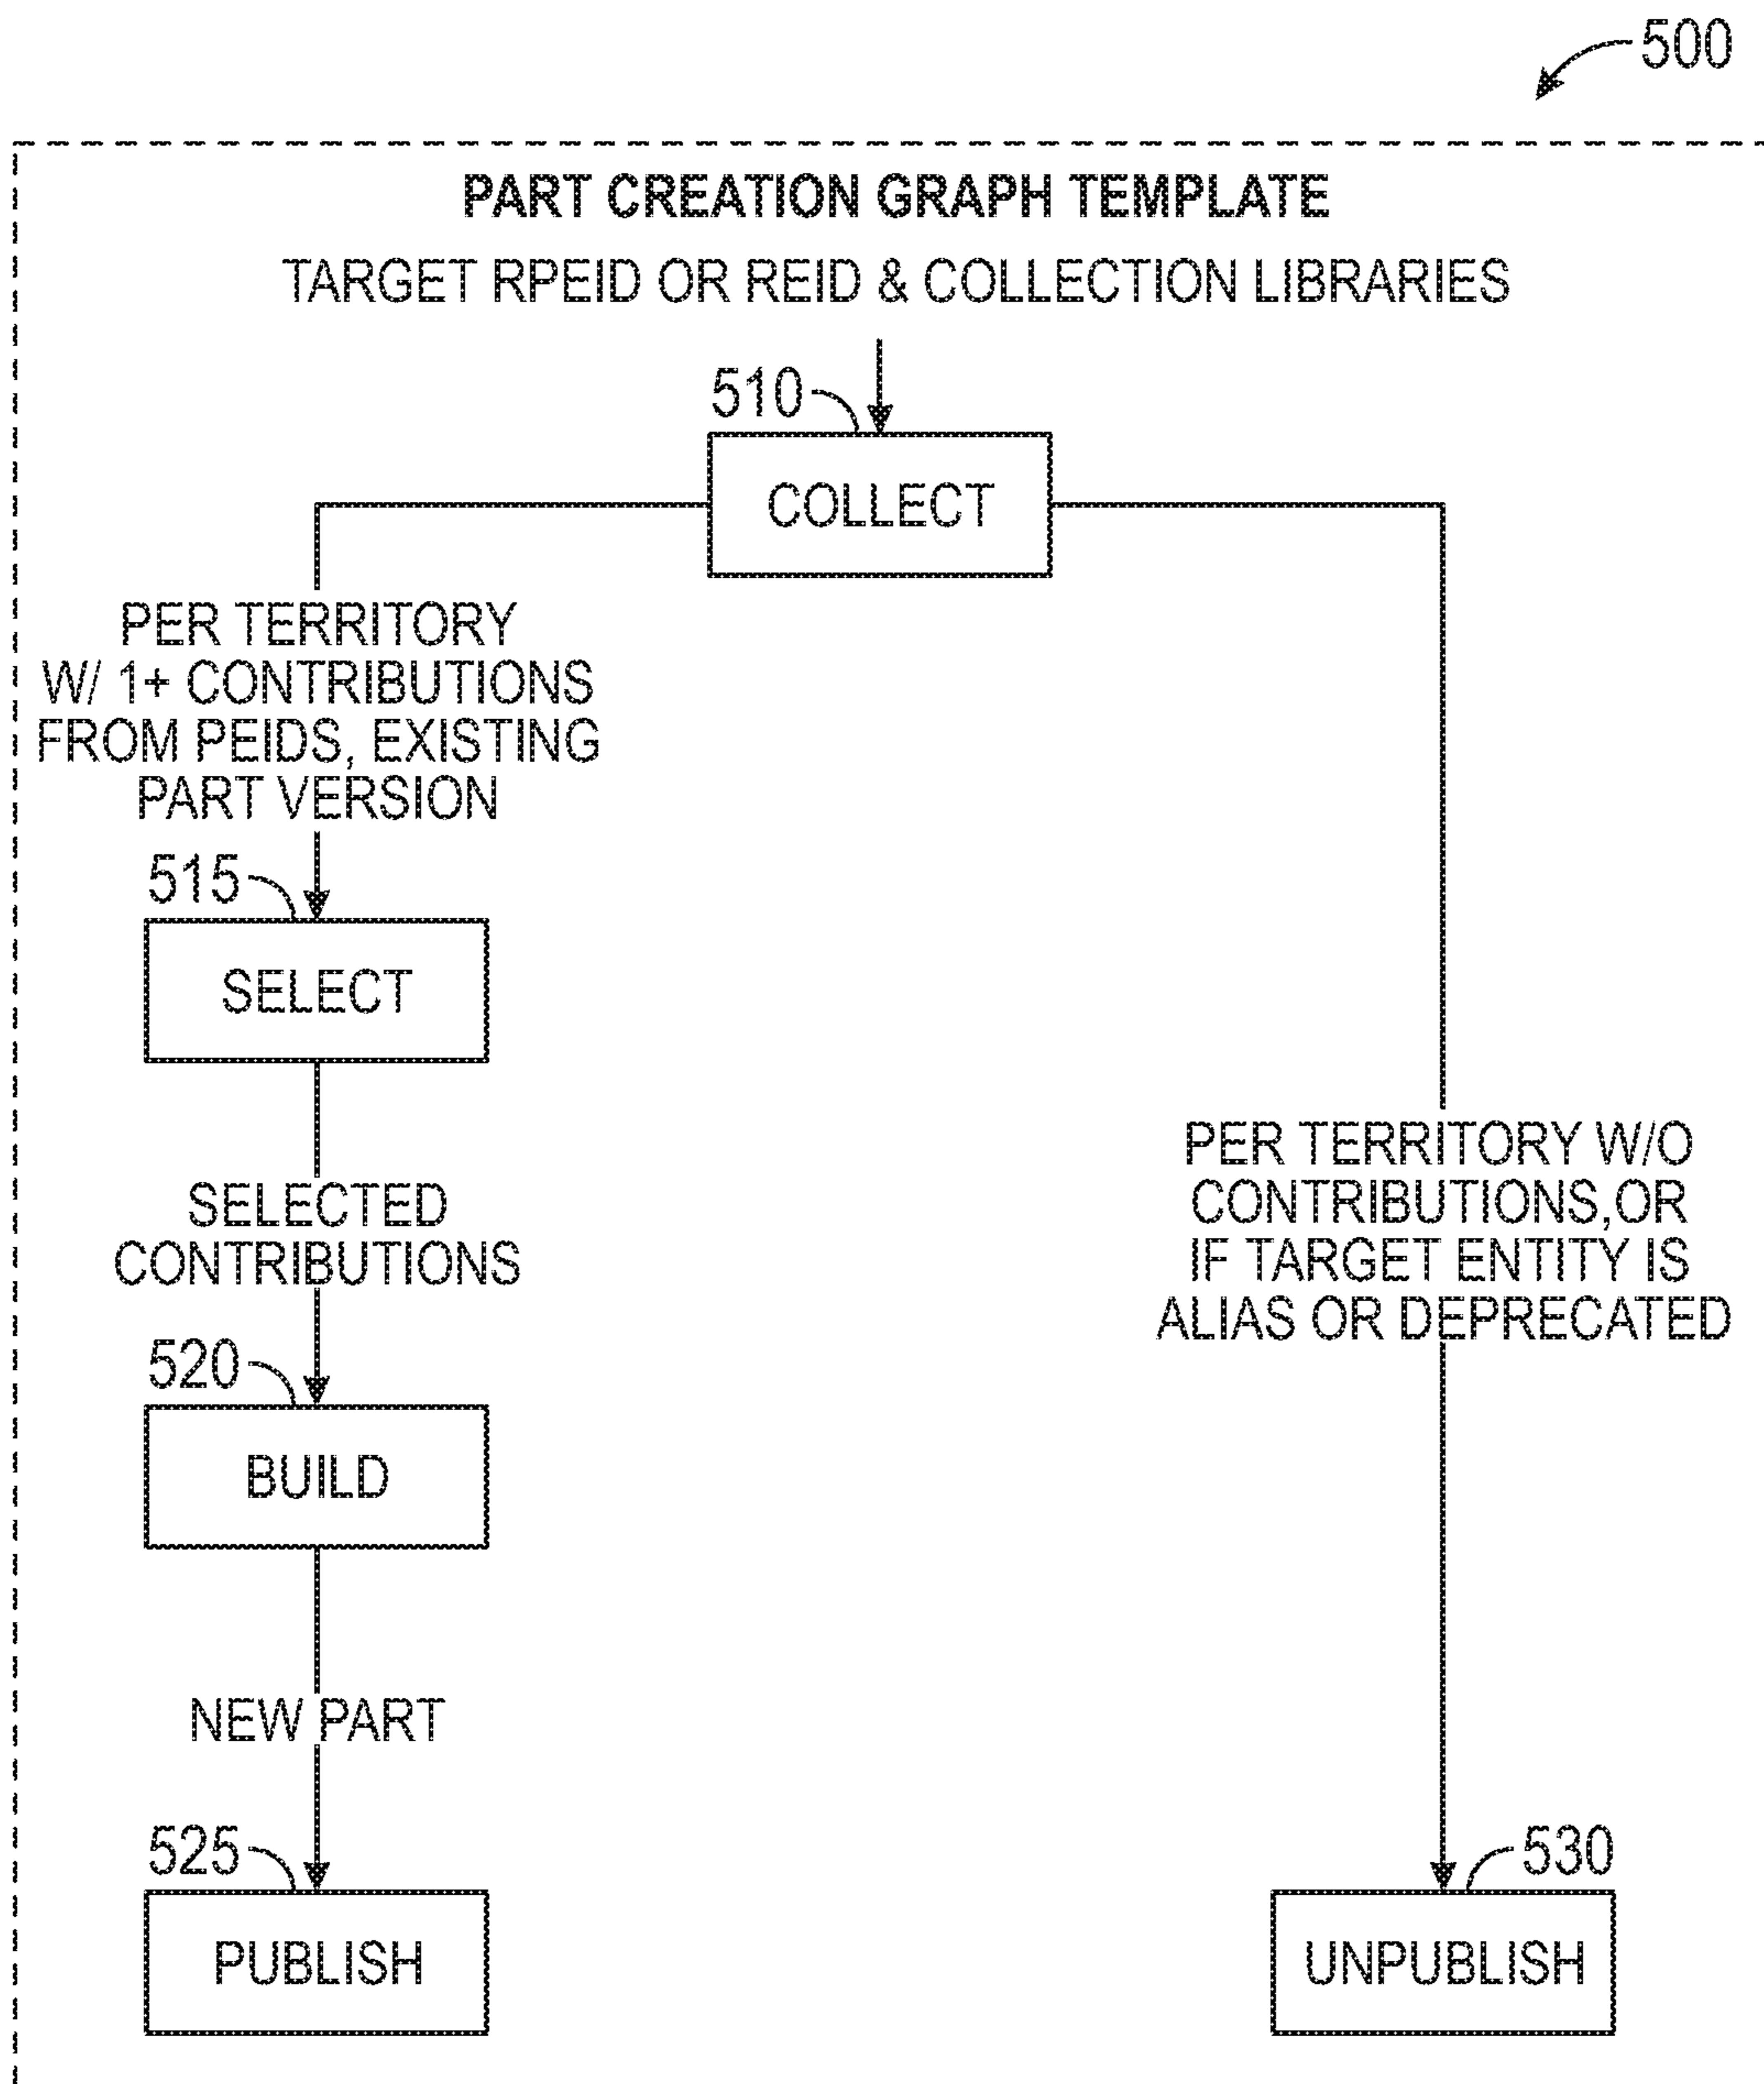 500
PART CREATION GRAPH TEMPLATE
TARGET RPEID OR REID & COLLECTION LIBRARIES
510
COLLECT
PER TERRITORY
W/ 1+ CONTRIBUTIONS
FROM PEIDS, EXISTING
PART VERSION
515
SELECT
SELECTED
CONTRIBUTIONS
520
BUILD
NEW PART
525
PUBLISH
PER TERRITORY W/O
CONTRIBUTIONS,OR
IF TARGET ENTITY IS
ALIAS OR DEPRECATED
530
UNPUBLISH